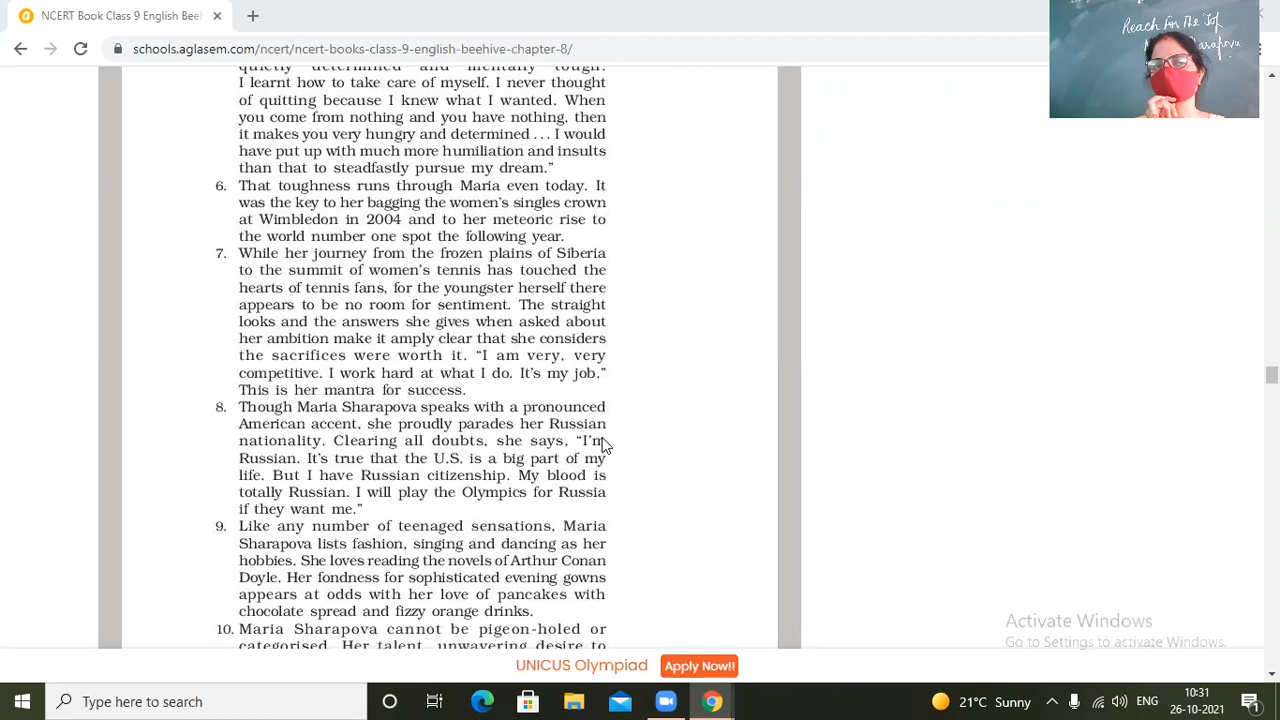 NCERT Book Class 9 English Beeh
schools.aglasem.com/ncert/ncert-books-class-9-english-beehive-chapter-8/
Reach For The Top
quietly determined and mentally tough.
I learnt how to take care of myself. I never thought
of quitting because I knew what I wanted. When
you come from nothing and you have nothing, then
it makes you very hungry and determined . . . I would
have put up with much more humiliation and insults
than that to steadfastly pursue my dream.”
6. That toughness runs through Maria even today. It
was the key to her bagging the women’s singles crown
at Wimbledon in 2004 and to her meteoric rise to
the world number one spot the following year.
7. While her journey from the frozen plains of Siberia
to the summit of women’s tennis has touched the
hearts of tennis fans, for the youngster herself there
appears to be no room for sentiment. The straight
looks and the answers she gives when asked about
her ambition make it amply clear that she considers
the sacrifices were worth it. “I am very, very
competitive. I work hard at what I do. It’s my job.”
This is her mantra for success.
8. Though Maria Sharapova speaks with a pronounced
American accent, she proudly parades her Russian
nationality. Clearing all doubts, she says, “I’m
Russian. It’s true that the U.S. is a big part of my
life. But I have Russian citizenship. My blood is
totally Russian. I will play the Olympics for Russia
if they want me.”
9. Like any number of teenaged sensations, Maria
Sharapova lists fashion, singing and dancing as her
hobbies. She loves reading the novels of Arthur Conan
Doyle. Her fondness for sophisticated evening gowns
appears at odds with her love of pancakes with
chocolate spread and fizzy orange drinks.
10. Maria Sharapova cannot be pigeon-holed or
categorised. Her talent, unwavering desire to
Activate Windows
Go to Settings to activate Windows.
UNICUS Olympiad Apply Now!!
Type here to search
21°C Sunny
ENG
10:31
26-10-2021
1